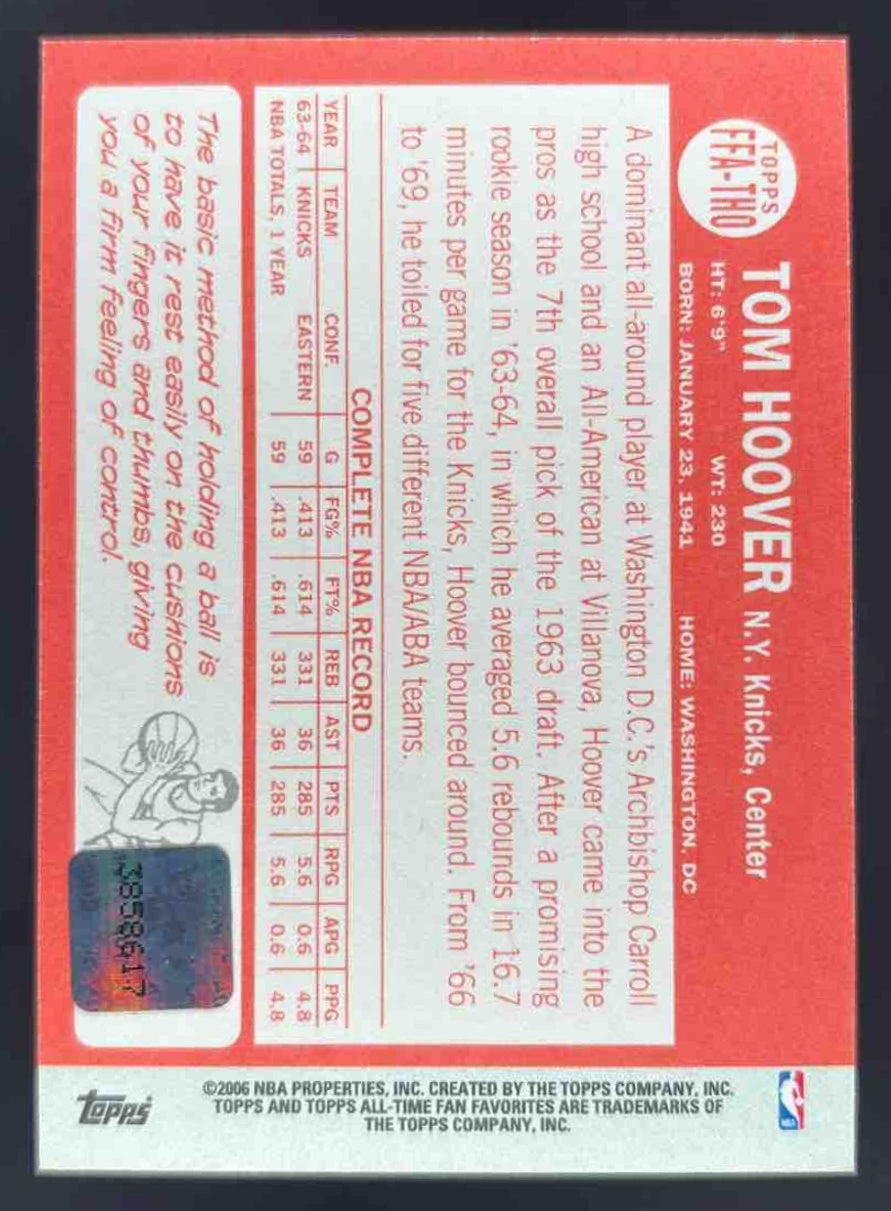 TOPPS
FFA-THO
TOM HOOVER N.Y. Knicks, Center
HT: 6'9" WT: 230
BORN: JANUARY 23, 1941 HOME: WASHINGTON, DC
A dominant all-around player at Washington D.C.'s Archbishop Carroll
high school and an All-American at Villanova, Hoover came into the
pros as the 7th overall pick of the 1963 draft. After a promising
rookie season in '63-64, in which he averaged 5.6 rebounds in 16.7
minutes per game for the Knicks, Hoover bounced around. From '66
to '69, he toiled for five different NBA/ABA teams.
COMPLETE NBA RECORD
YEAR TEAM CONF. G FG% FT% REB AST PTS RPG APG PPG
63-64 KNICKS EASTERN 59 .413 .614 331 36 285 5.6 0.6 4.8
NBA TOTALS, 1 YEAR 59 .413 .614 331 36 285 5.6 0.6 4.8
The basic method of holding a ball is
to have it rest easily on the cushions
of your fingers and thumbs, giving
you a firm feeling of control.
3858617
NBA
©2006 NBA PROPERTIES, INC. CREATED BY THE TOPPS COMPANY, INC.
TOPPS AND TOPPS ALL-TIME FAN FAVORITES ARE TRADEMARKS OF
THE TOPPS COMPANY, INC.
Topps